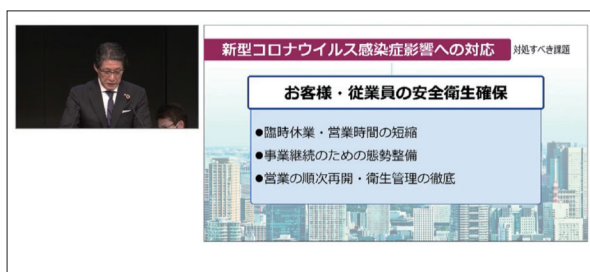 新型コロナウイルス感染症影響への対応
対処すべき課題
お客様・従業員の安全衛生確保
●臨時休業・営業時間の短縮
●事業継続のための態勢整備
●営業の順次再開・衛生管理の徹底